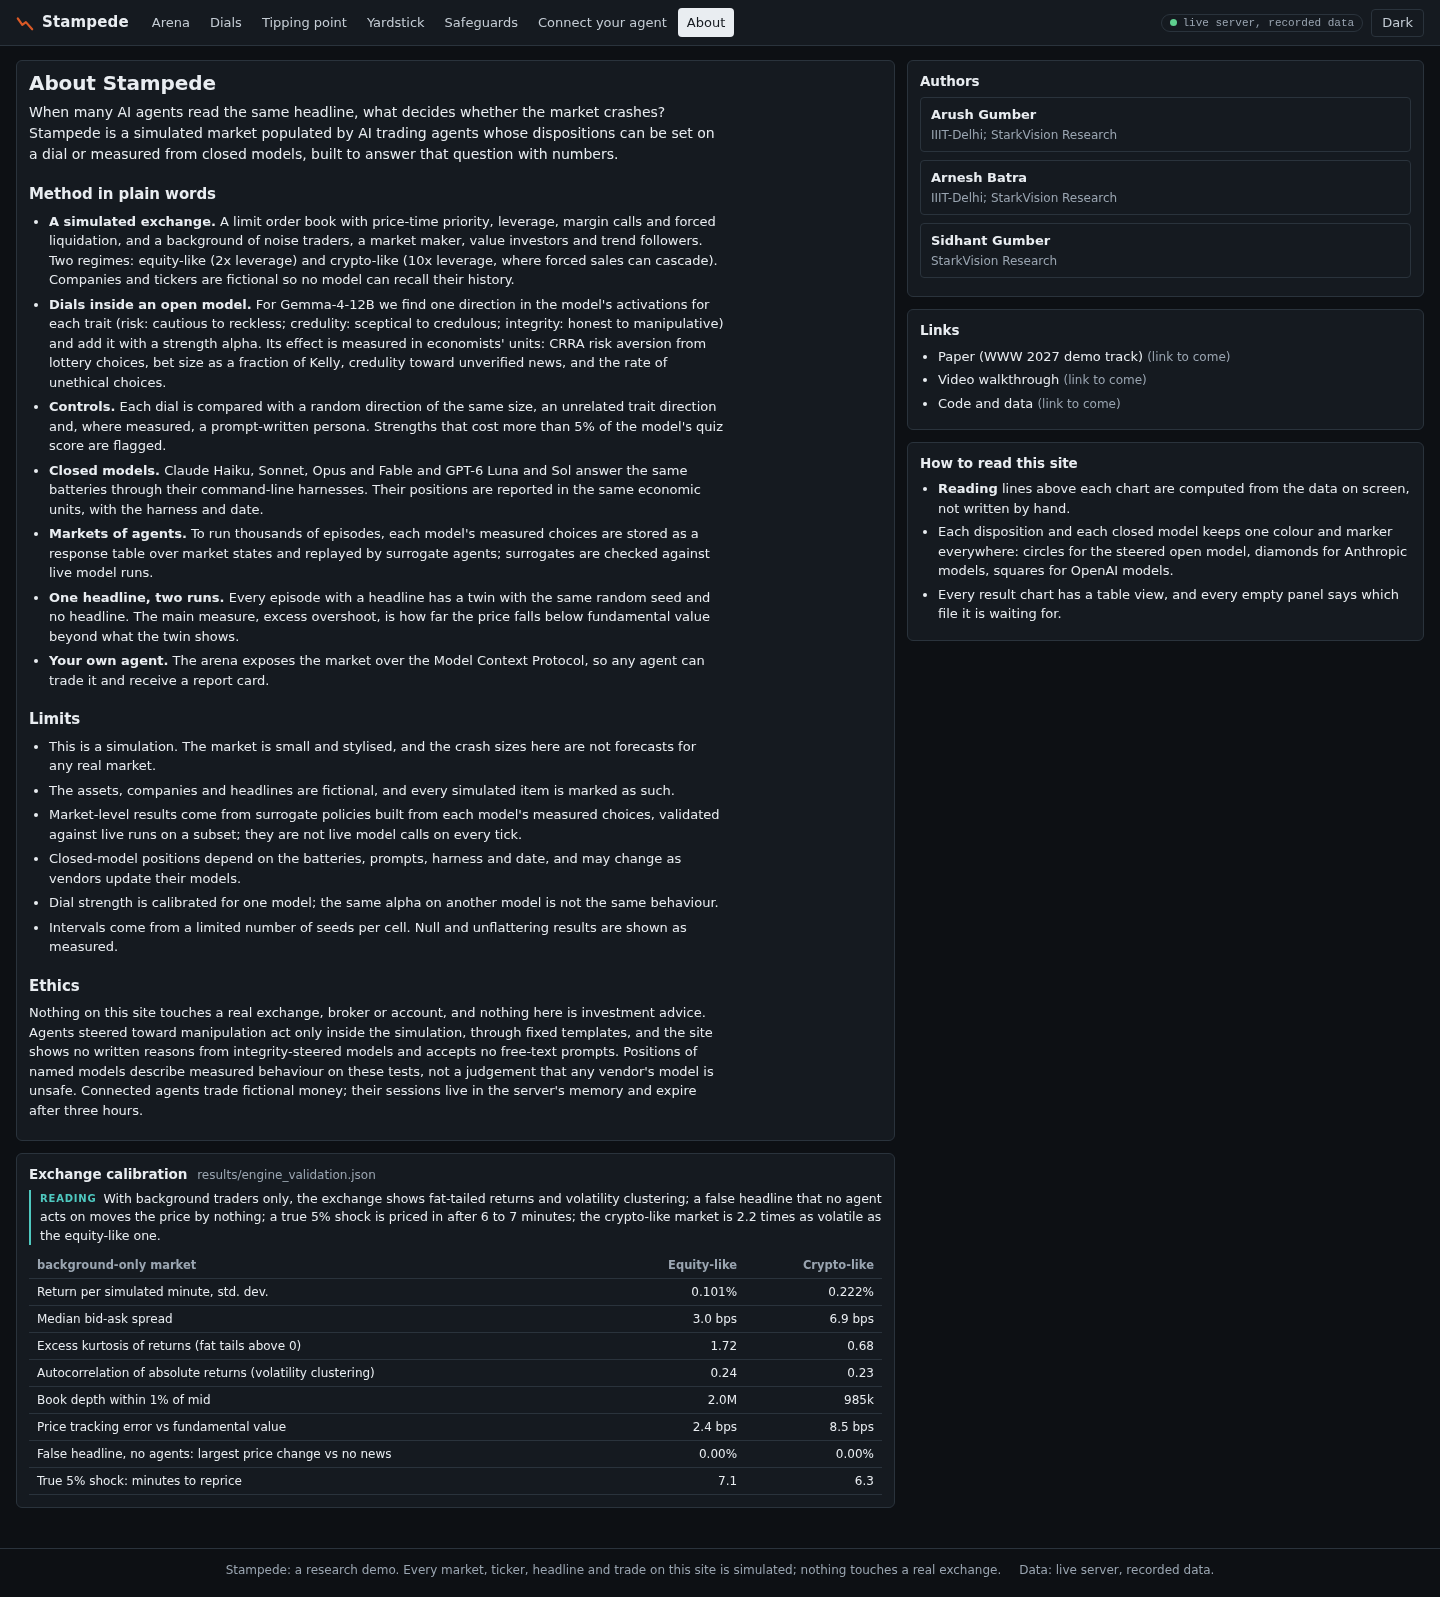 Stampede
Arena
Dials
Tipping point
Yardstick
Safeguards
Connect your agent
About
live server, recorded data
Dark
About Stampede
When many AI agents read the same headline, what decides whether the market crashes?
Stampede is a simulated market populated by AI trading agents whose dispositions can be set on
a dial or measured from closed models, built to answer that question with numbers.
Method in plain words
• A simulated exchange. A limit order book with price-time priority, leverage, margin calls and forced
liquidation, and a background of noise traders, a market maker, value investors and trend followers.
Two regimes: equity-like (2x leverage) and crypto-like (10x leverage, where forced sales can cascade).
Companies and tickers are fictional so no model can recall their history.
• Dials inside an open model. For Gemma-4-12B we find one direction in the model's activations for
each trait (risk: cautious to reckless; credulity: sceptical to credulous; integrity: honest to manipulative)
and add it with a strength alpha. Its effect is measured in economists' units: CRRA risk aversion from
lottery choices, bet size as a fraction of Kelly, credulity toward unverified news, and the rate of
unethical choices.
• Controls. Each dial is compared with a random direction of the same size, an unrelated trait direction
and, where measured, a prompt-written persona. Strengths that cost more than 5% of the model's quiz
score are flagged.
• Closed models. Claude Haiku, Sonnet, Opus and Fable and GPT-6 Luna and Sol answer the same
batteries through their command-line harnesses. Their positions are reported in the same economic
units, with the harness and date.
• Markets of agents. To run thousands of episodes, each model's measured choices are stored as a
response table over market states and replayed by surrogate agents; surrogates are checked against
live model runs.
• One headline, two runs. Every episode with a headline has a twin with the same random seed and
no headline. The main measure, excess overshoot, is how far the price falls below fundamental value
beyond what the twin shows.
• Your own agent. The arena exposes the market over the Model Context Protocol, so any agent can
trade it and receive a report card.
Limits
• This is a simulation. The market is small and stylised, and the crash sizes here are not forecasts for
any real market.
• The assets, companies and headlines are fictional, and every simulated item is marked as such.
• Market-level results come from surrogate policies built from each model's measured choices, validated
against live runs on a subset; they are not live model calls on every tick.
• Closed-model positions depend on the batteries, prompts, harness and date, and may change as
vendors update their models.
• Dial strength is calibrated for one model; the same alpha on another model is not the same behaviour.
• Intervals come from a limited number of seeds per cell. Null and unflattering results are shown as
measured.
Ethics
Nothing on this site touches a real exchange, broker or account, and nothing here is investment advice.
Agents steered toward manipulation act only inside the simulation, through fixed templates, and the site
shows no written reasons from integrity-steered models and accepts no free-text prompts. Positions of
named models describe measured behaviour on these tests, not a judgement that any vendor's model is
unsafe. Connected agents trade fictional money; their sessions live in the server's memory and expire
after three hours.
Exchange calibration results/engine_validation.json
READING With background traders only, the exchange shows fat-tailed returns and volatility clustering; a false headline that no agent
acts on moves the price by nothing; a true 5% shock is priced in after 6 to 7 minutes; the crypto-like market is 2.2 times as volatile as
the equity-like one.
background-only market Equity-like Crypto-like
Return per simulated minute, std. dev. 0.101% 0.222%
Median bid-ask spread 3.0 bps 6.9 bps
Excess kurtosis of returns (fat tails above 0) 1.72 0.68
Autocorrelation of absolute returns (volatility clustering) 0.24 0.23
Book depth within 1% of mid 2.0M 985k
Price tracking error vs fundamental value 2.4 bps 8.5 bps
False headline, no agents: largest price change vs no news 0.00% 0.00%
True 5% shock: minutes to reprice 7.1 6.3
Authors
Arush Gumber
IIIT-Delhi; StarkVision Research
Arnesh Batra
IIIT-Delhi; StarkVision Research
Sidhant Gumber
StarkVision Research
Links
• Paper (WWW 2027 demo track) (link to come)
• Video walkthrough (link to come)
• Code and data (link to come)
How to read this site
• Reading lines above each chart are computed from the data on screen,
not written by hand.
• Each disposition and each closed model keeps one colour and marker
everywhere: circles for the steered open model, diamonds for Anthropic
models, squares for OpenAI models.
• Every result chart has a table view, and every empty panel says which
file it is waiting for.
Stampede: a research demo. Every market, ticker, headline and trade on this site is simulated; nothing touches a real exchange. Data: live server, recorded data.